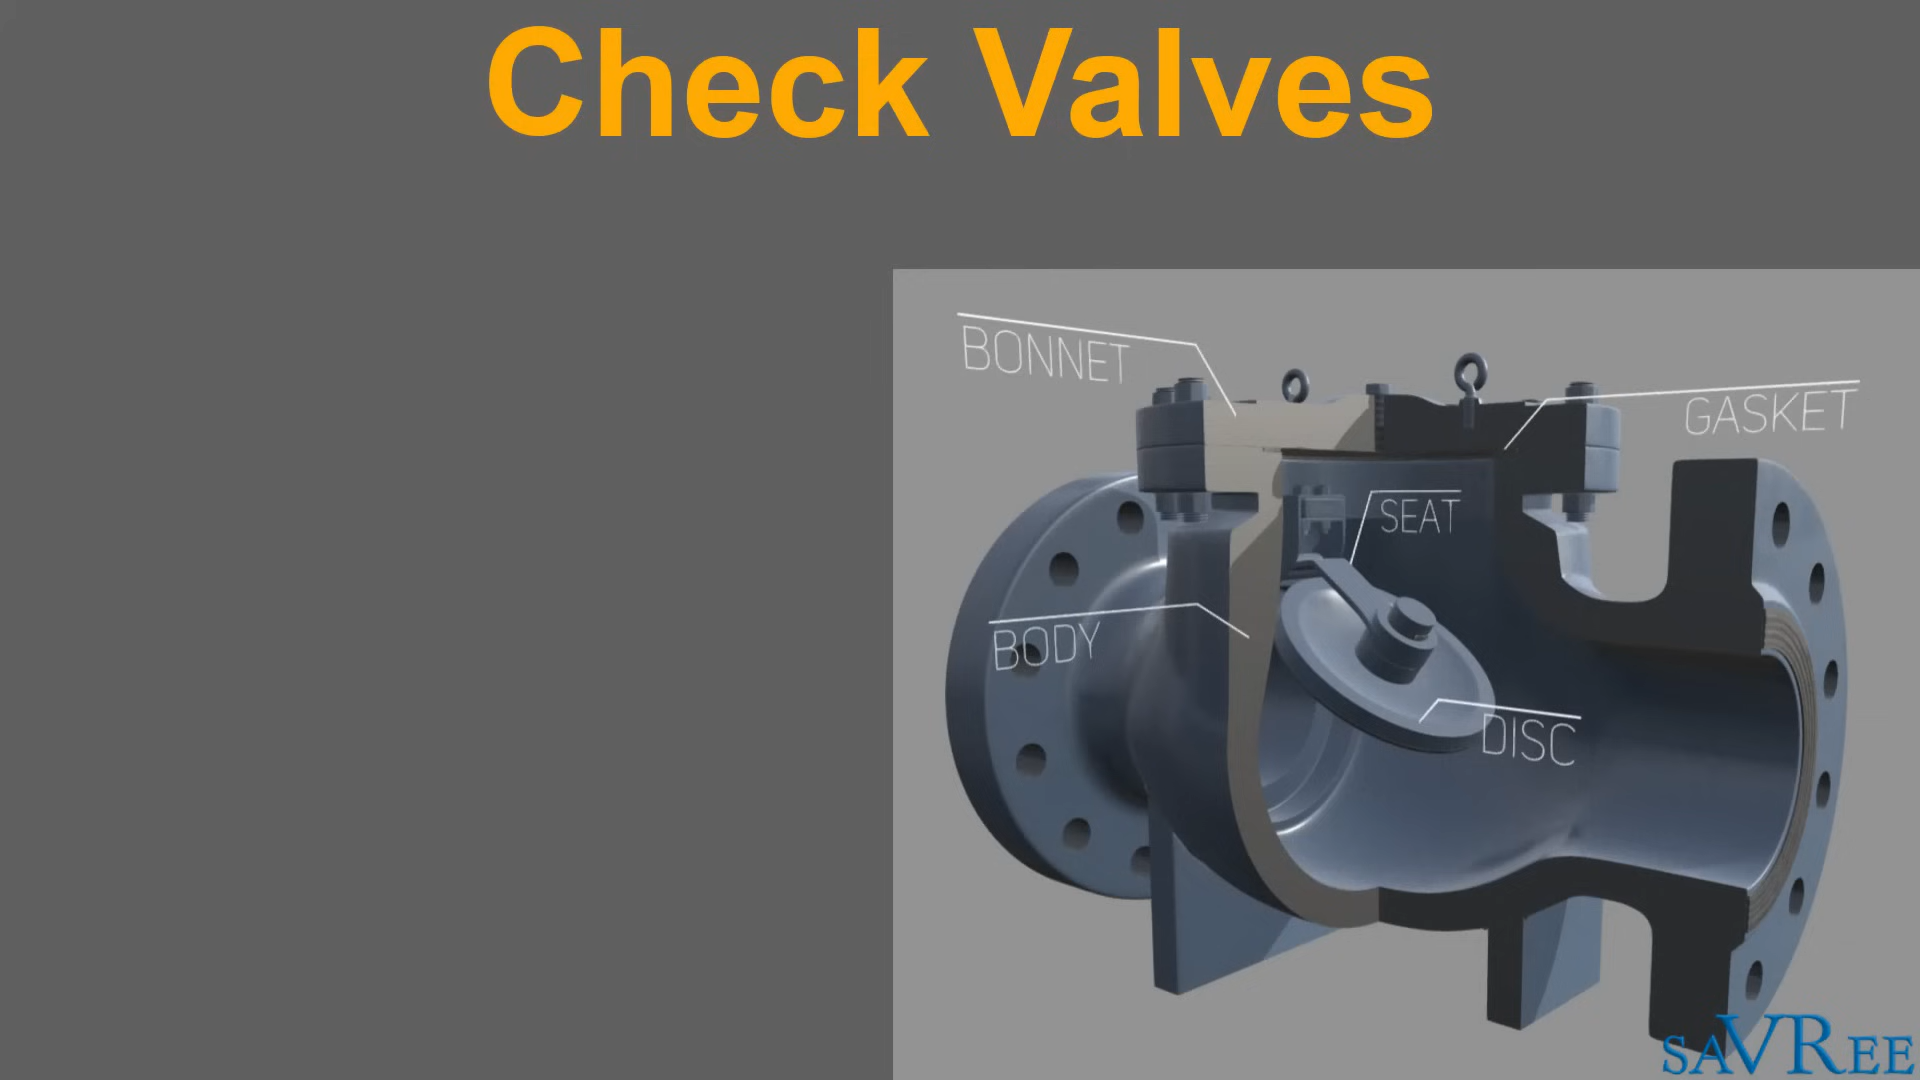 Check Valves
BONNET
GASKET
SEAT
BODY
DISC
saVRee